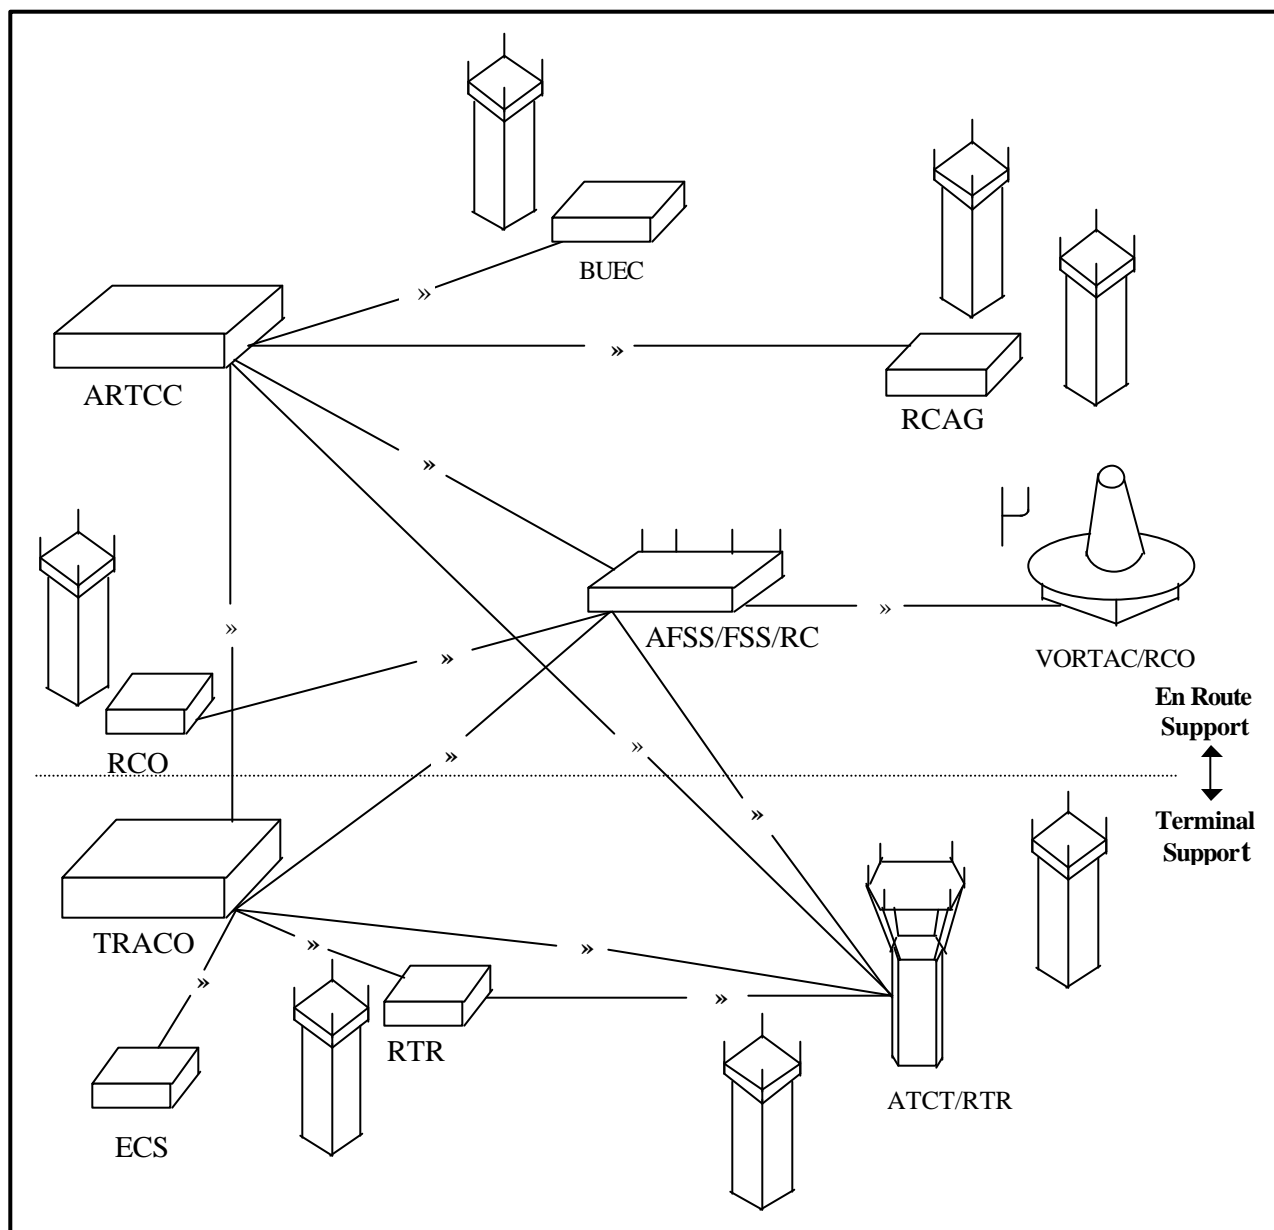 BUEC
»
ARTCC
»
RCAG
»
AFSS/FSS/RC
»
»
VORTAC/RCO
»
En Route
Support
RCO
»
»
Terminal
Support
»
TRACO
»
»
»
»
RTR
ATCT/RTR
ECS